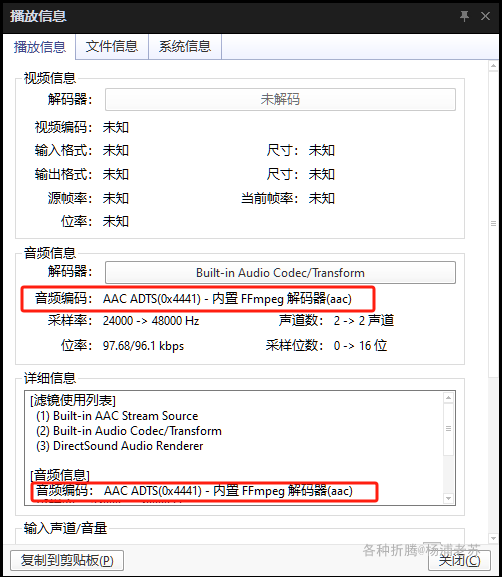 播放信息
播放信息 文件信息 系统信息
视频信息
解码器： 未解码
视频编码： 未知
输入格式： 未知 尺寸： 未知
输出格式： 未知 尺寸： 未知
源帧率： 未知 当前帧率： 未知
位率： 未知
音频信息
解码器： Built-in Audio Codec/Transform
音频编码： AAC ADTS(0x4441) - 内置 FFmpeg 解码器(aac)
采样率： 24000 -> 48000 Hz 声道数： 2 -> 2 声道
位率： 97.68/96.1 kbps 采样位数： 0 -> 16 位
详细信息
[滤镜使用列表]
(1) Built-in AAC Stream Source
(2) Built-in Audio Codec/Transform
(3) DirectSound Audio Renderer
[音频信息]
音频编码： AAC ADTS(0x4441) - 内置 FFmpeg 解码器(aac)
输入声道/音量
各种折腾@杨浦老苏
复制到剪贴板(P) 关闭(C)